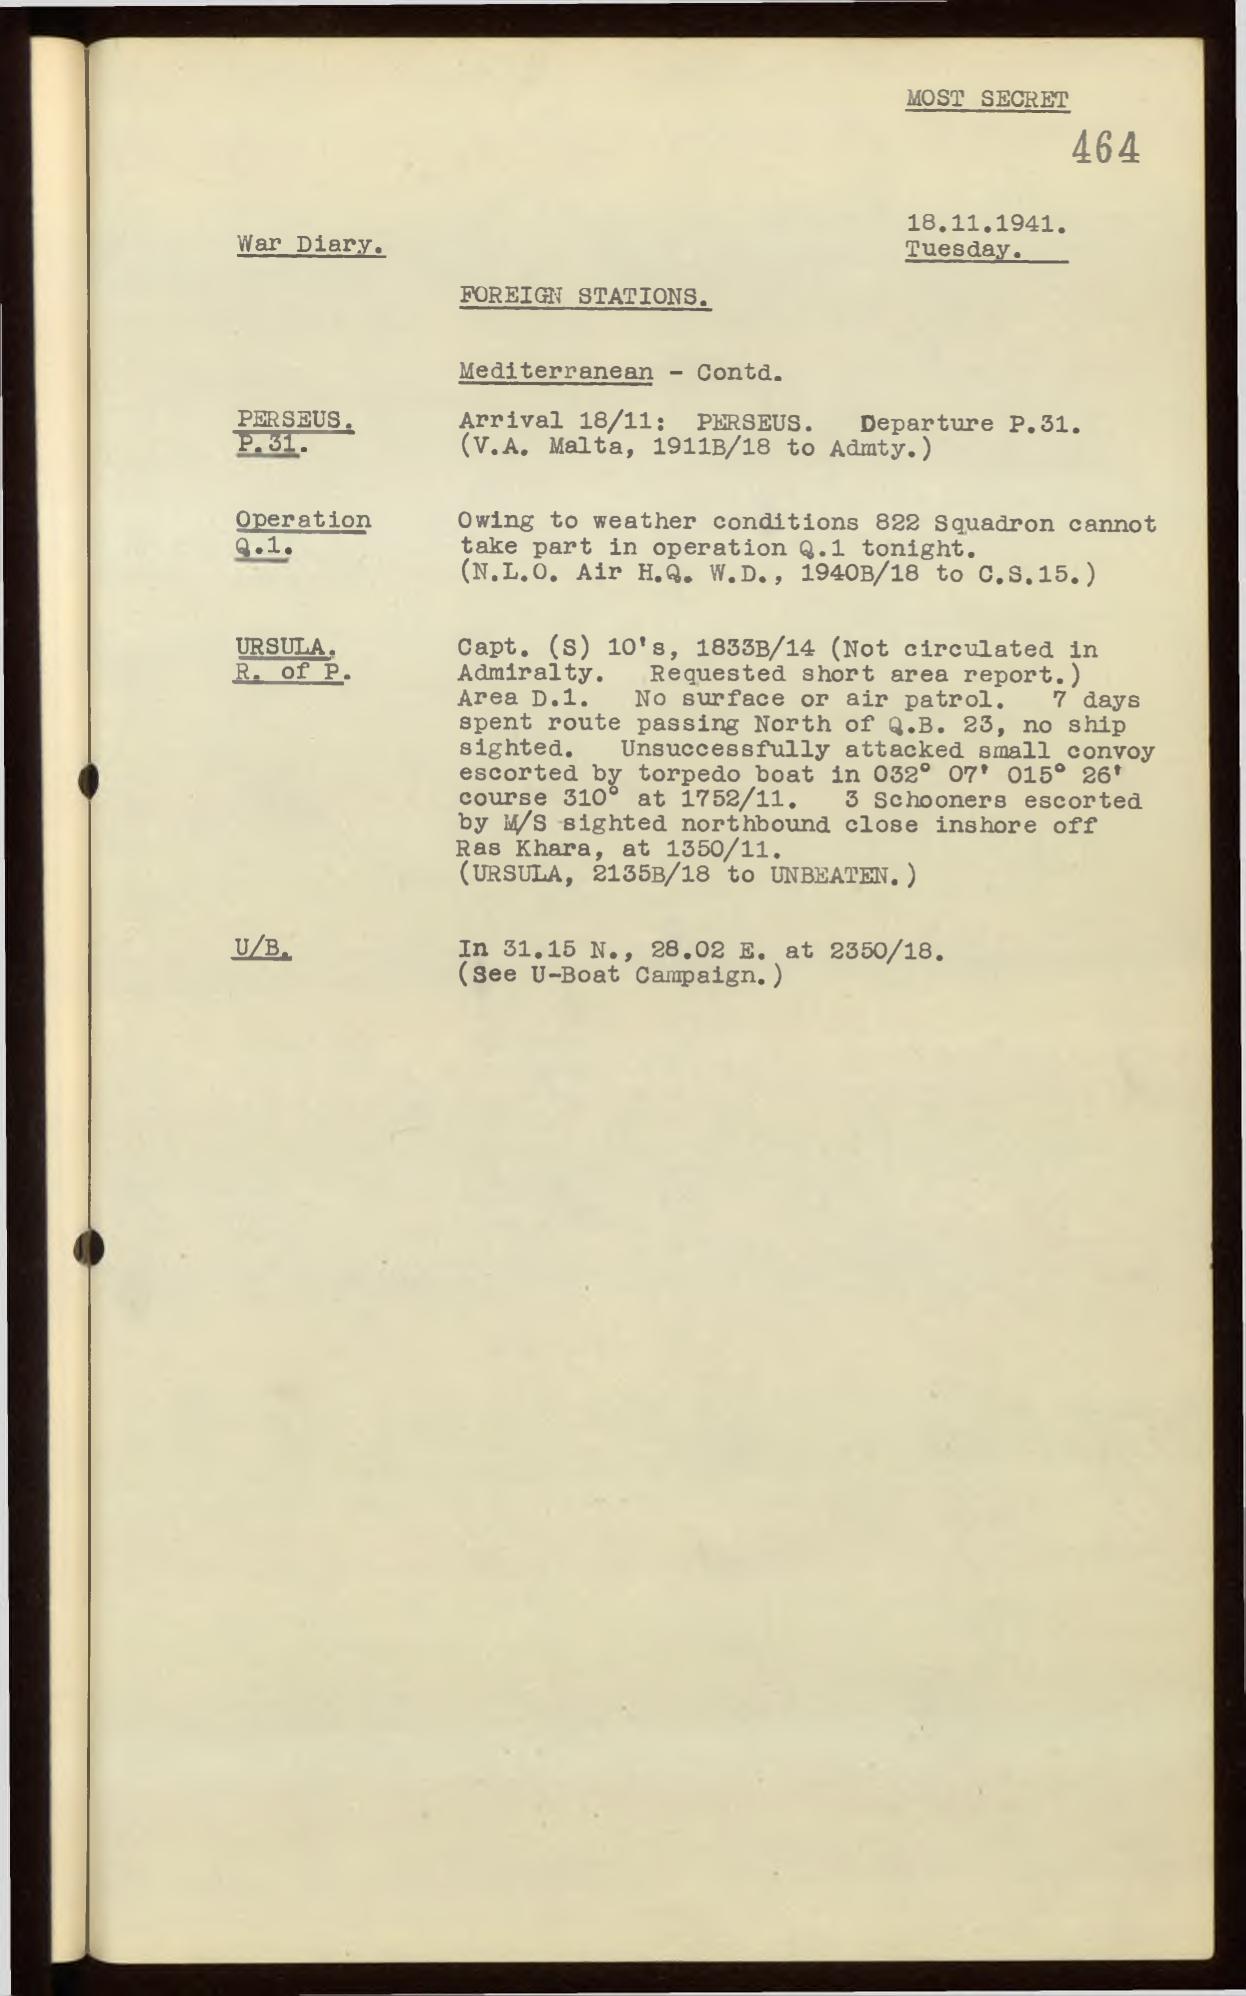 MOST SECRET
464
18.11.1941.
War Diary.
Tuesday.
FOREIGN STATIONS.
Mediterranean - Contd.
PERSEUS.
P.31.
Arrival 18/11: PERSEUS. Departure P.31.
(V.A. Malta, 1911B/18 to Admty.)
Operation
Q.1.
Owing to weather conditions 822 Squadron cannot
take part in operation Q.1 tonight.
(N.L.O. Air H.Q. W.D., 1940B/18 to C.S.15.)
URSULA.
R. of P.
Capt. (S) 10's, 1833B/14 (Not circulated in
Admiralty. Requested short area report.)
Area D.1. No surface or air patrol. 7 days
spent route passing North of Q.B. 23, no ship
sighted. Unsuccessfully attacked small convoy
escorted by torpedo boat in 032° 07' 015° 26'
course 310° at 1752/11. 3 Schooners escorted
by M/S sighted northbound close inshore off
Ras Khara, at 1350/11.
(URSULA, 2135B/18 to UNBEATEN.)
U/B.
In 31.15 N., 28.02 E. at 2350/18.
(See U-Boat Campaign.)